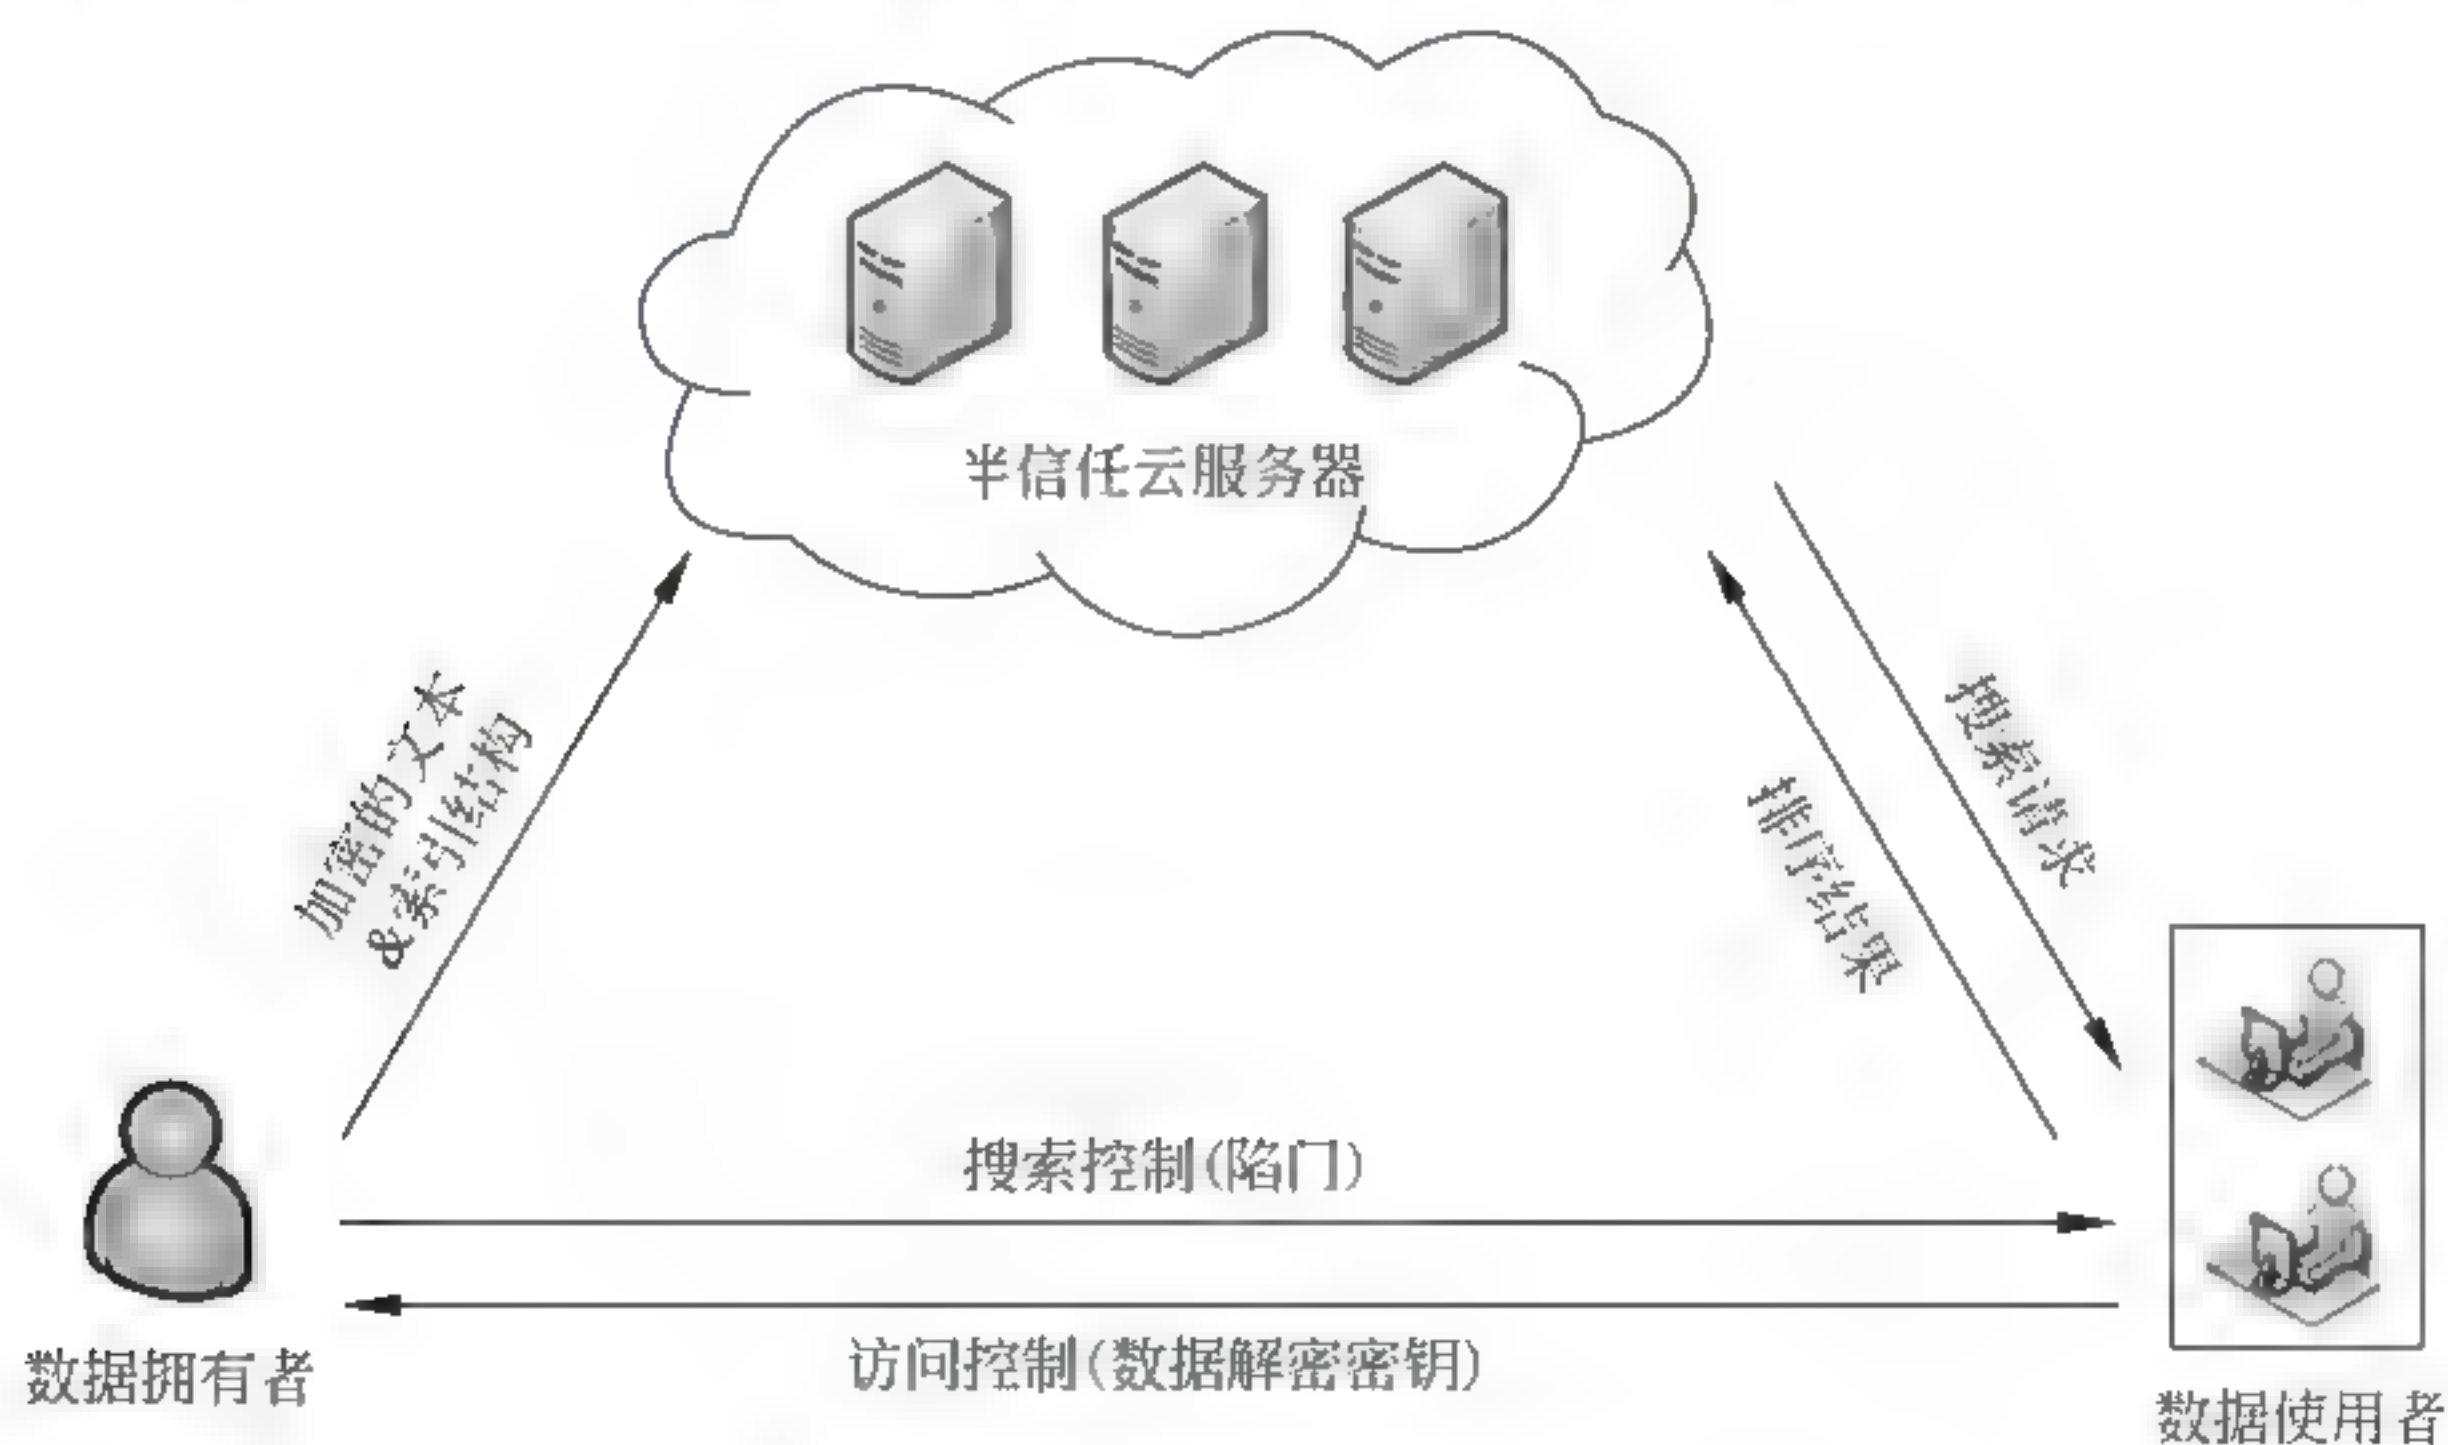 半信任云服务器
加密的文本
&索引结构
搜索请求
排序结果
搜索控制(陷门)
访问控制(数据解密密钥)
数据拥有者
数据使用者